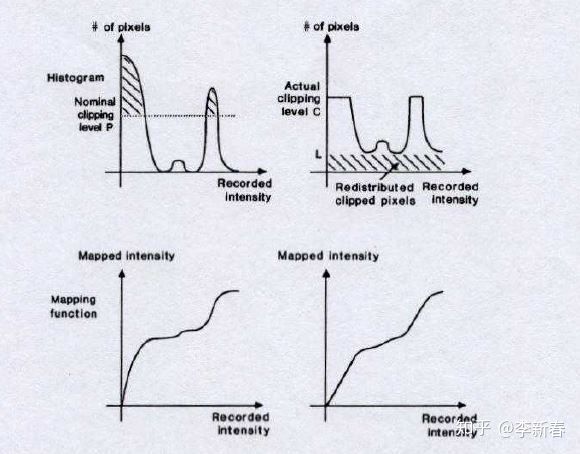 # of pixels
Histogram
Nominal
clipping
level P
Recorded
intensity
# of pixels
Actual
clipping
level C
L
Redistributed
clipped pixels
Recorded
intensity
Mapped intensity
Mapping
function
Recorded
intensity
Mapped intensity
Recorded
intensity
知乎 @李新春